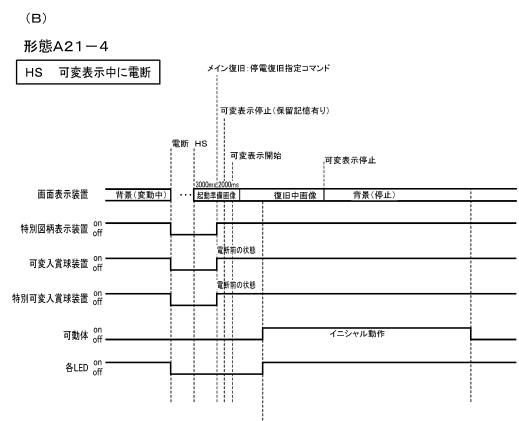 (B)
形態A21-4
HS 可変表示中に電断
メイン復旧:停電復旧指定コマンド
可変表示停止(保留記憶有り)
電断 HS
可変表示開始
可変表示停止
3000ms 2000ms
画面表示装置 背景(変動中) ・・・ 起動準備画像 復旧中画像 背景(停止)
特別図柄表示装置 on off
電断前の状態
可変入賞球装置 on off
電断前の状態
特別可変入賞球装置 on off
可動体 on off イニシャル動作
各LED on off